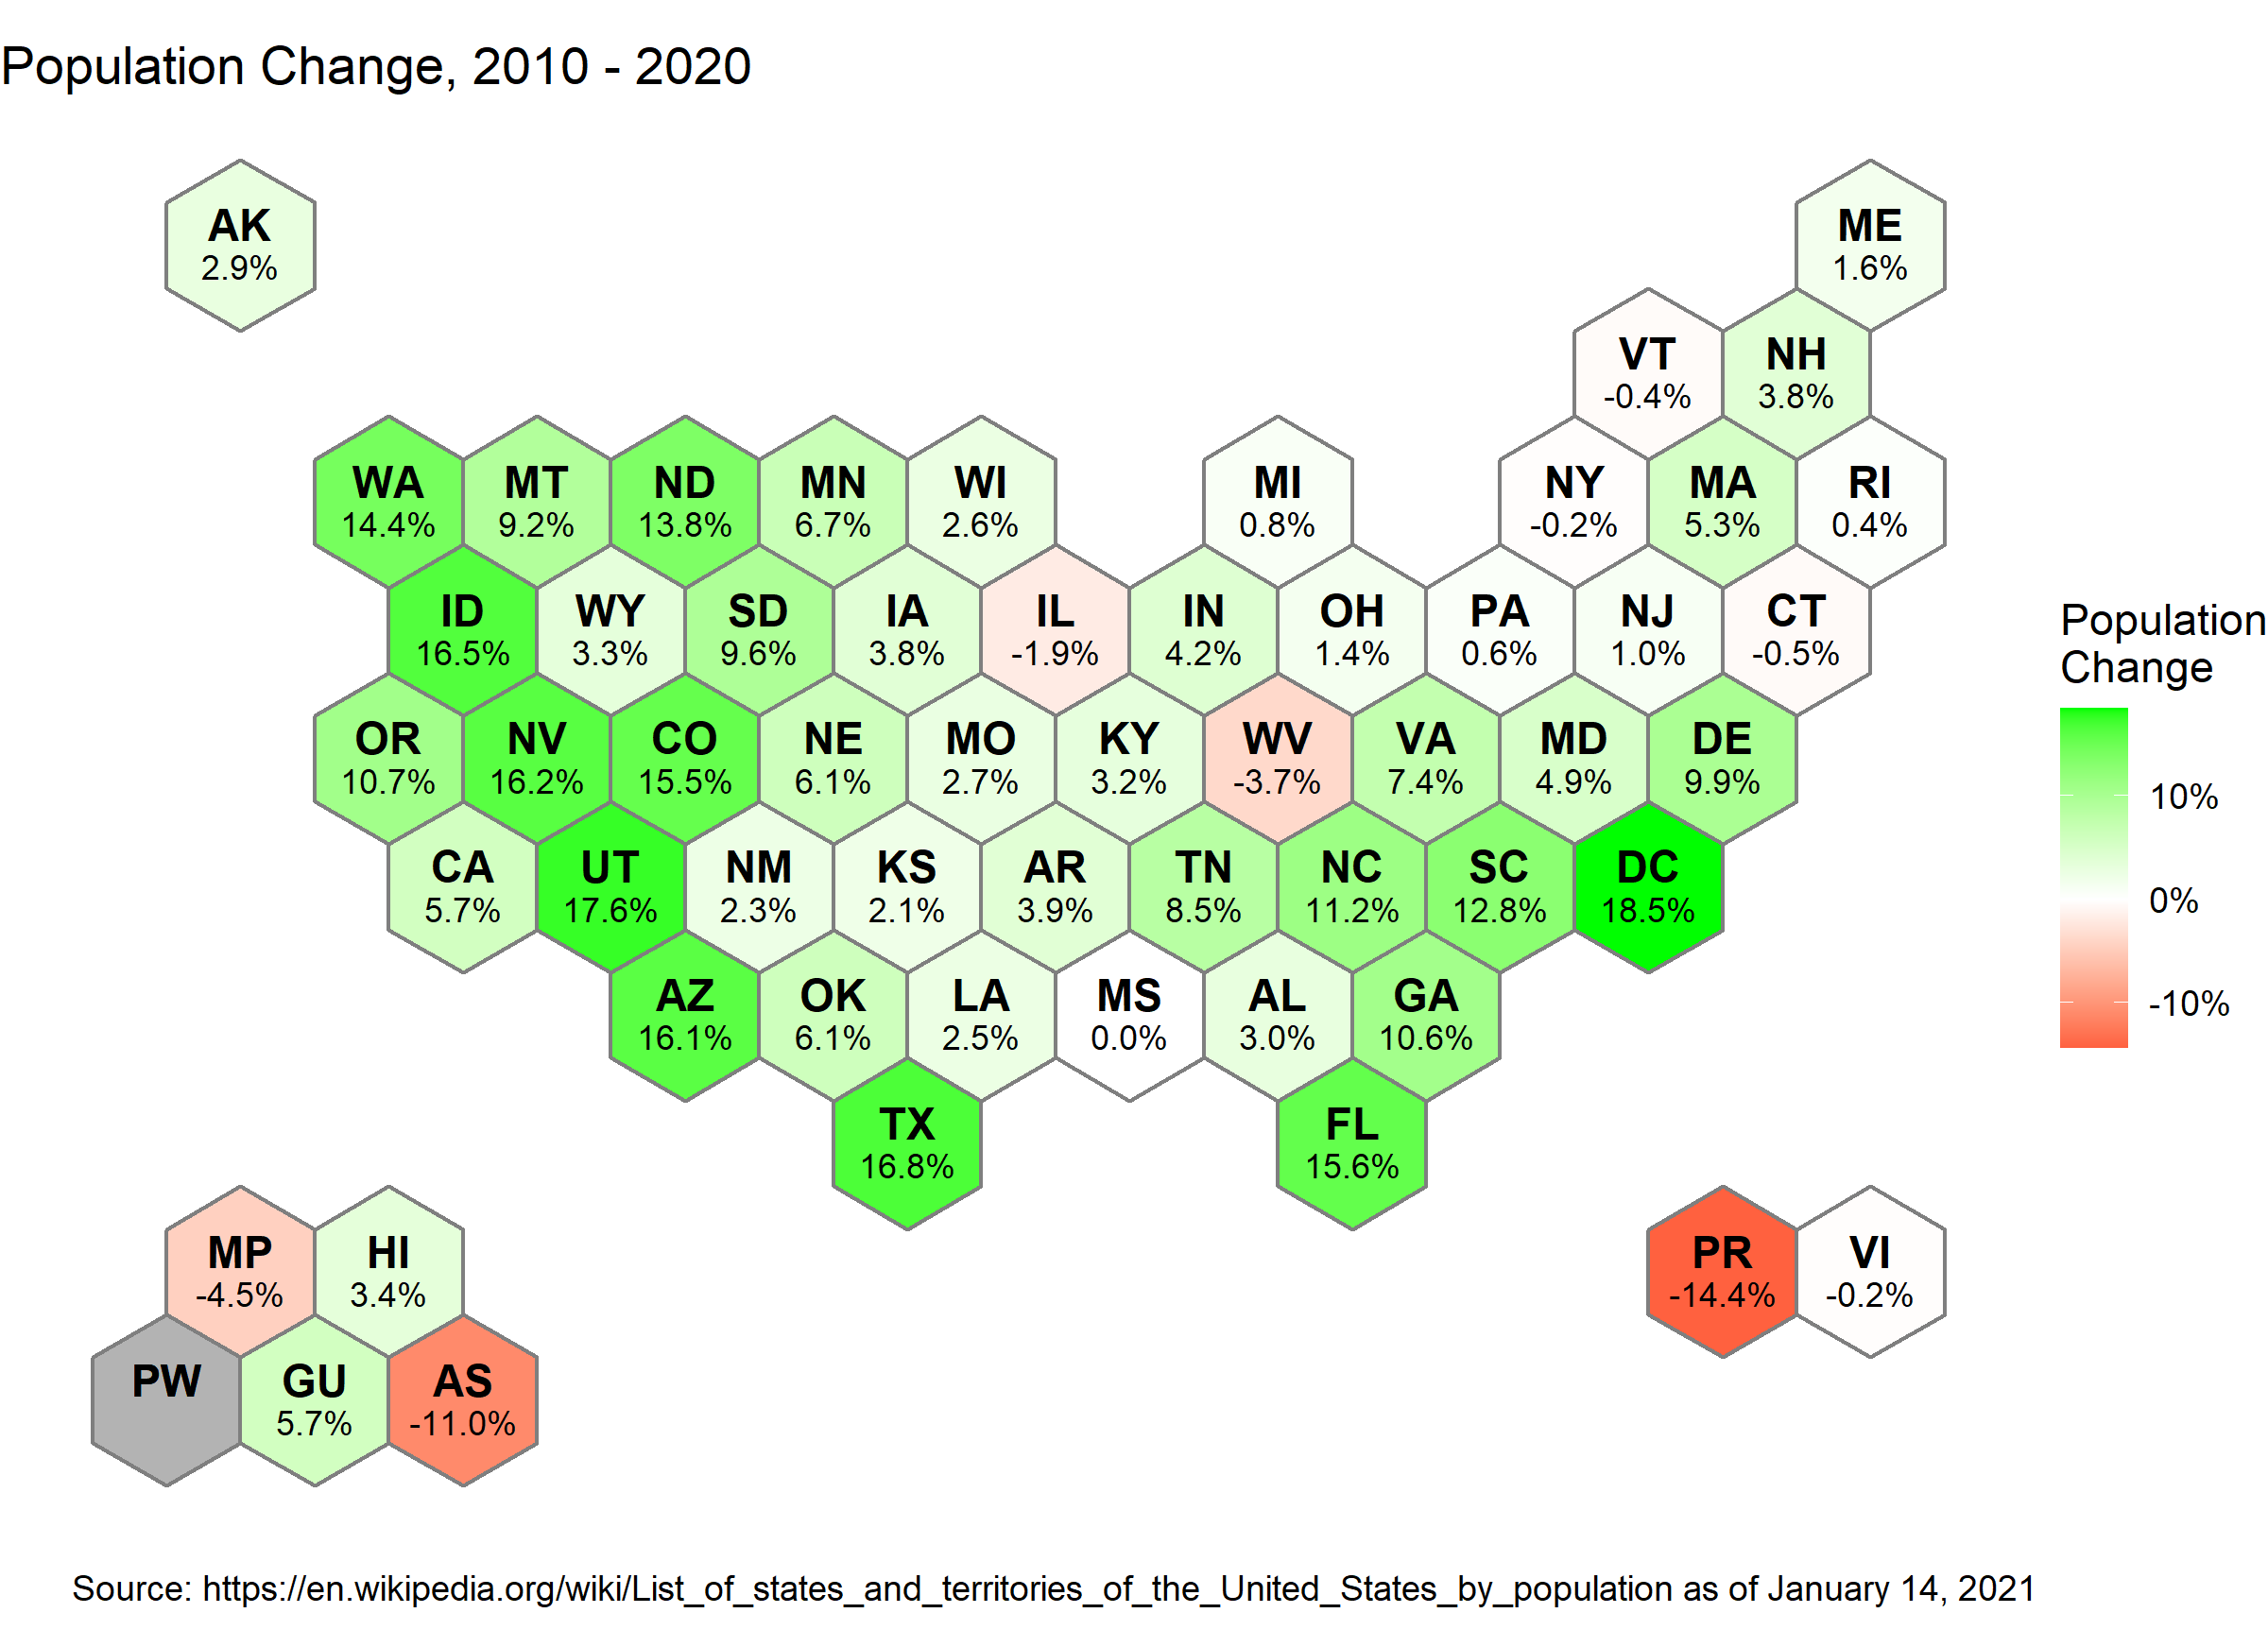 Population Change, 2010 - 2020
AK
2.9%
ME
1.6%
VT
-0.4%
NH
3.8%
WA
14.4%
MT
9.2%
ND
13.8%
MN
6.7%
WI
2.6%
MI
0.8%
NY
-0.2%
MA
5.3%
RI
0.4%
ID
16.5%
WY
3.3%
SD
9.6%
IA
3.8%
IL
-1.9%
IN
4.2%
OH
1.4%
PA
0.6%
NJ
1.0%
CT
-0.5%
OR
10.7%
NV
16.2%
CO
15.5%
NE
6.1%
MO
2.7%
KY
3.2%
WV
-3.7%
VA
7.4%
MD
4.9%
DE
9.9%
CA
5.7%
UT
17.6%
NM
2.3%
KS
2.1%
AR
3.9%
TN
8.5%
NC
11.2%
SC
12.8%
DC
18.5%
AZ
16.1%
OK
6.1%
LA
2.5%
MS
0.0%
AL
3.0%
GA
10.6%
TX
16.8%
FL
15.6%
MP
-4.5%
HI
3.4%
PR
-14.4%
VI
-0.2%
PW
GU
5.7%
AS
-11.0%
Population
Change
10%
0%
-10%
Source: https://en.wikipedia.org/wiki/List_of_states_and_territories_of_the_United_States_by_population as of January 14, 2021